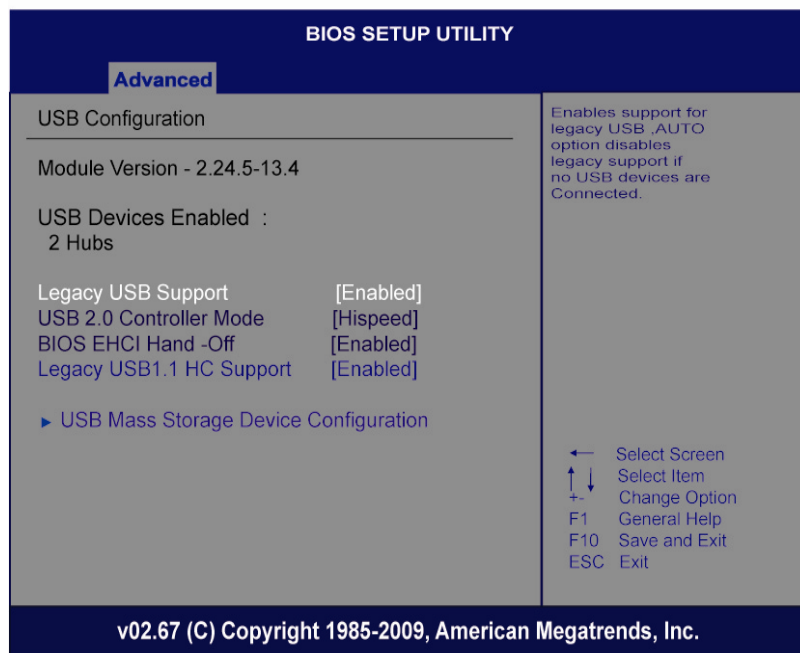 BIOS SETUP UTILITY
Advanced
USB Configuration
Module Version - 2.24.5-13.4
USB Devices Enabled :
2 Hubs
Legacy USB Support [Enabled]
USB 2.0 Controller Mode [Hispeed]
BIOS EHCI Hand -Off [Enabled]
Legacy USB1.1 HC Support [Enabled]
USB Mass Storage Device Configuration
Enables support for
legacy USB ,AUTO
option disables
legacy support if
no USB devices are
Connected.
Select Screen
Select Item
+- Change Option
F1 General Help
F10 Save and Exit
ESC Exit
v02.67 (C) Copyright 1985-2009, American Megatrends, Inc.